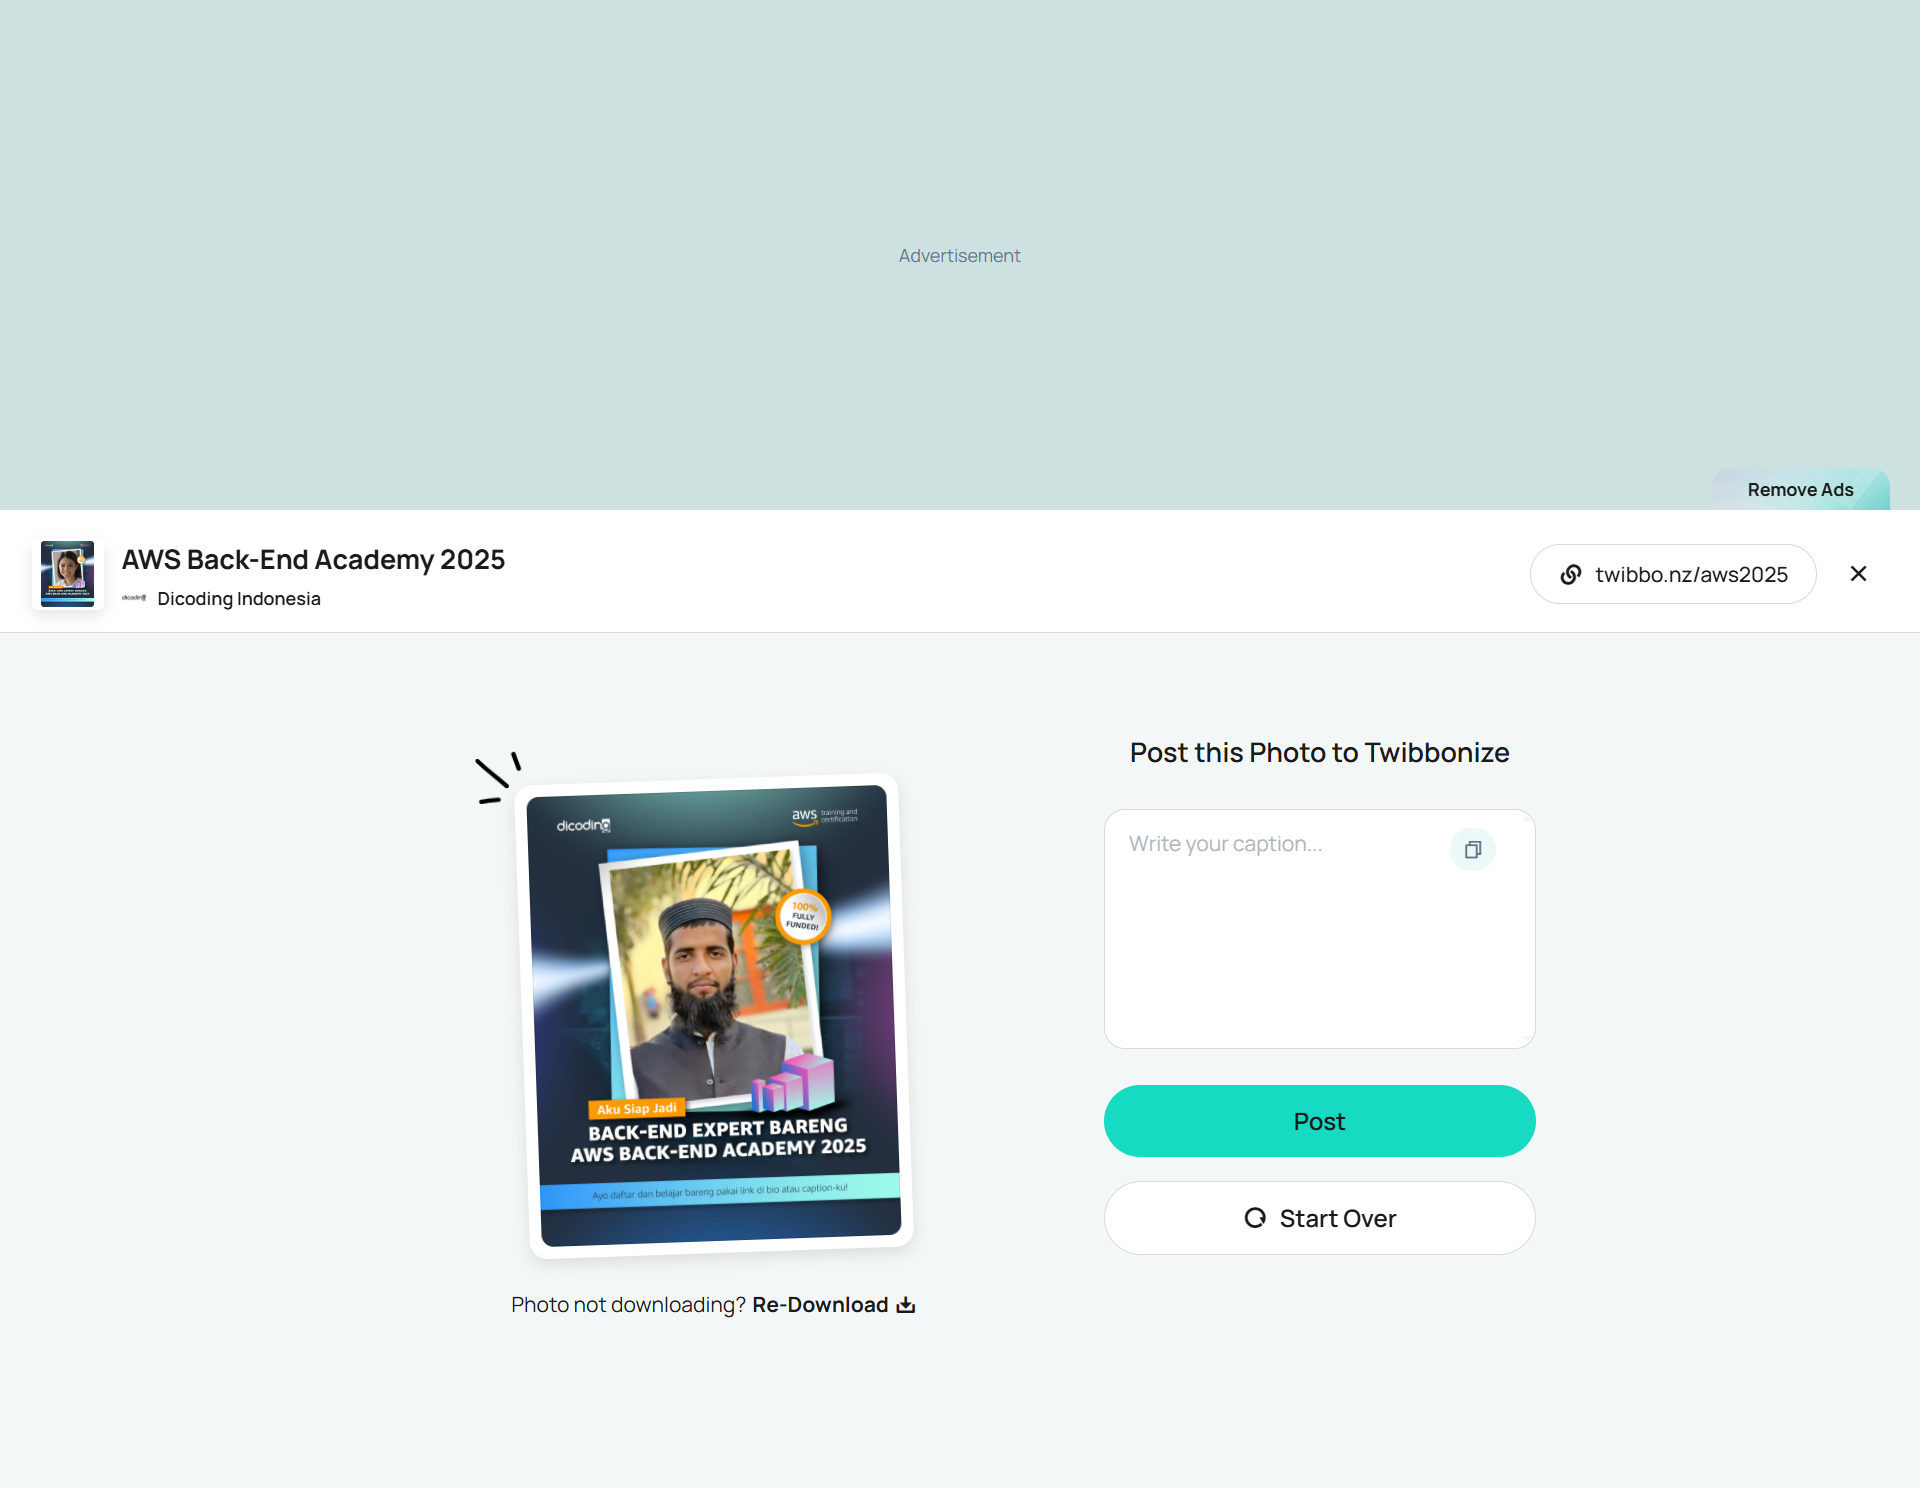 Advertisement
Remove Ads
AWS Back-End Academy 2025
dicoding
Dicoding Indonesia
twibbo.nz/aws2025
Post this Photo to Twibbonize
dicoding
aws training and
certification
100%
FULLY
FUNDED!
Aku Siap Jadi
BACK-END EXPERT BARENG
AWS BACK-END ACADEMY 2025
Ayo daftar dan belajar bareng pakai link di bio atau caption-ku!
Photo not downloading? Re-Download
Write your caption...
Post
Start Over